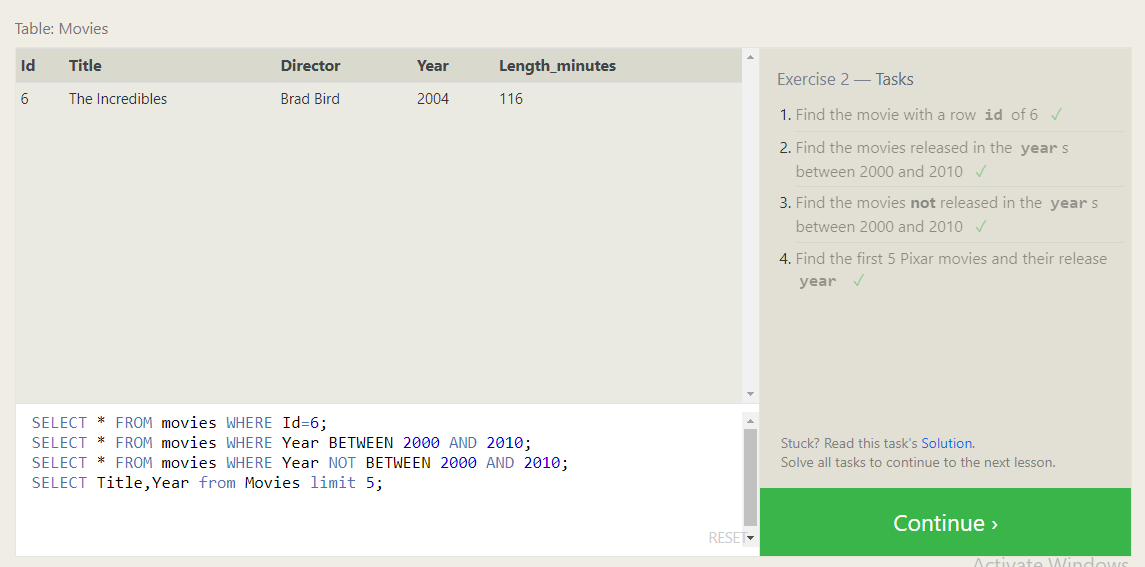 Table: Movies
Id Title Director Year Length_minutes
6 The Incredibles Brad Bird 2004 116
Exercise 2 — Tasks
1. Find the movie with a row id of 6 ✓
2. Find the movies released in the year s
between 2000 and 2010 ✓
3. Find the movies not released in the year s
between 2000 and 2010 ✓
4. Find the first 5 Pixar movies and their release
year ✓
SELECT * FROM movies WHERE Id=6;
SELECT * FROM movies WHERE Year BETWEEN 2000 AND 2010;
SELECT * FROM movies WHERE Year NOT BETWEEN 2000 AND 2010;
SELECT Title,Year from Movies limit 5;
RESET
Stuck? Read this task's Solution.
Solve all tasks to continue to the next lesson.
Continue ›
Activate Windows